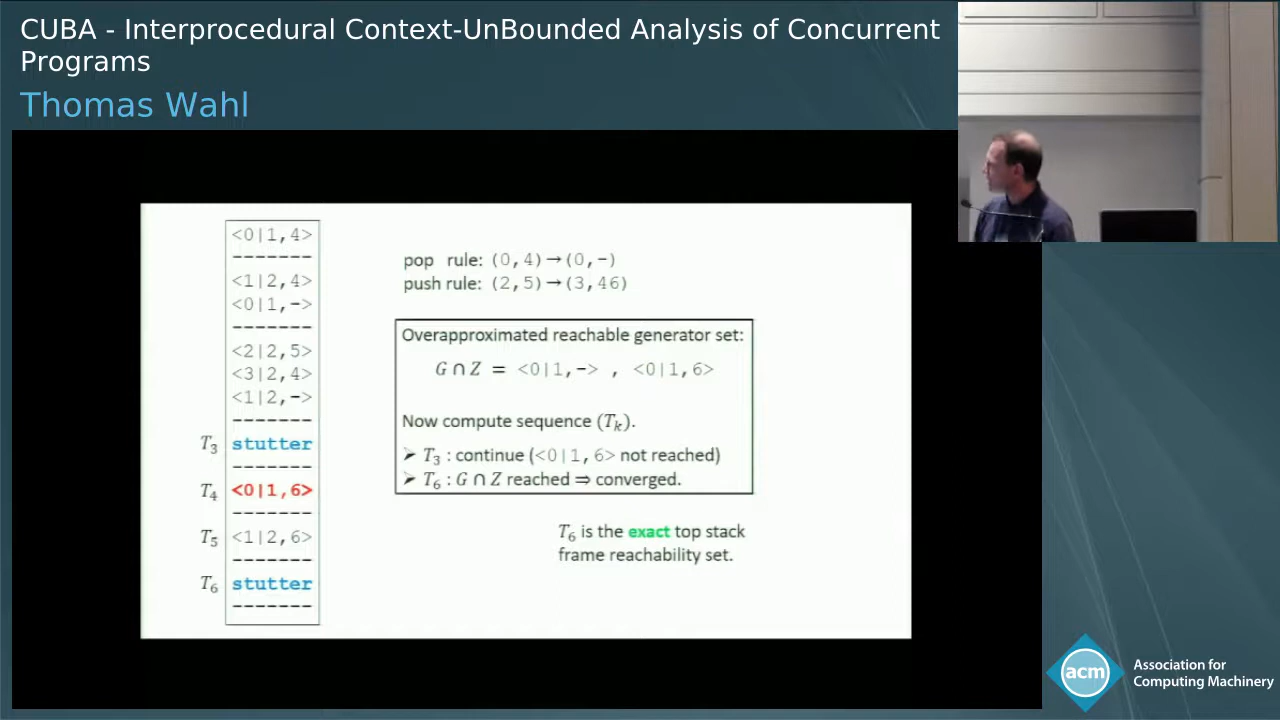 CUBA - Interprocedural Context-UnBounded Analysis of Concurrent
Programs
Thomas Wahl
<0|1,4>
-------
<1|2,4>
<0|1,->
-------
<2|2,5>
<3|2,4>
<1|2,->
-------
T₃ stutter
-------
T₄ <0|1,6>
-------
T₅ <1|2,6>
-------
T₆ stutter
-------
pop rule: (0,4)→(0,-)
push rule: (2,5)→(3,46)
Overapproximated reachable generator set:
G ∩ Z = <0|1,-> , <0|1,6>
Now compute sequence (Tₖ).
➤ T₃ : continue (<0|1,6> not reached)
➤ T₆ : G ∩ Z reached ⇒ converged.
T₆ is the exact top stack
frame reachability set.
acm
Association for
Computing Machinery